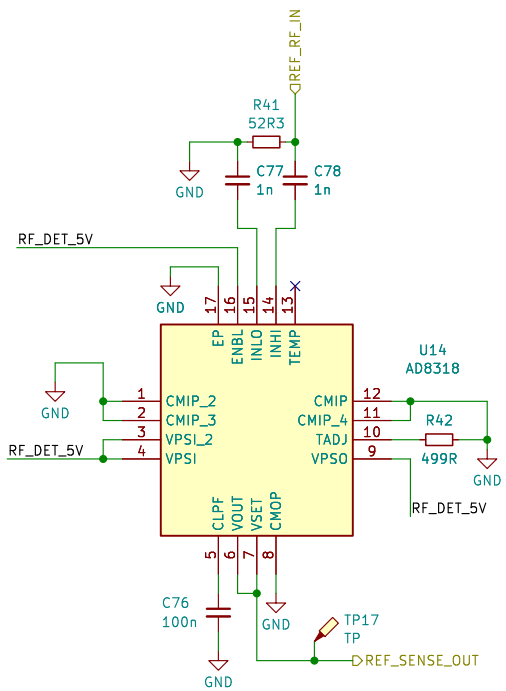 REF_RF_IN
R41
52R3
C77
1n
C78
1n
GND
RF_DET_5V
GND
17
16
15
14
13
EP
ENBL
INLO
INHI
TEMP
U14
AD8318
1
CMIP_2
CMIP
12
GND
2
CMIP_3
CMIP_4
11
R42
3
VPSI_2
TADJ
10
499R
RF_DET_5V
4
VPSI
VPSO
9
GND
CLPF
VOUT
VSET
CMOP
RF_DET_5V
5
6
7
8
C76
100n
GND
TP17
TP
REF_SENSE_OUT
GND